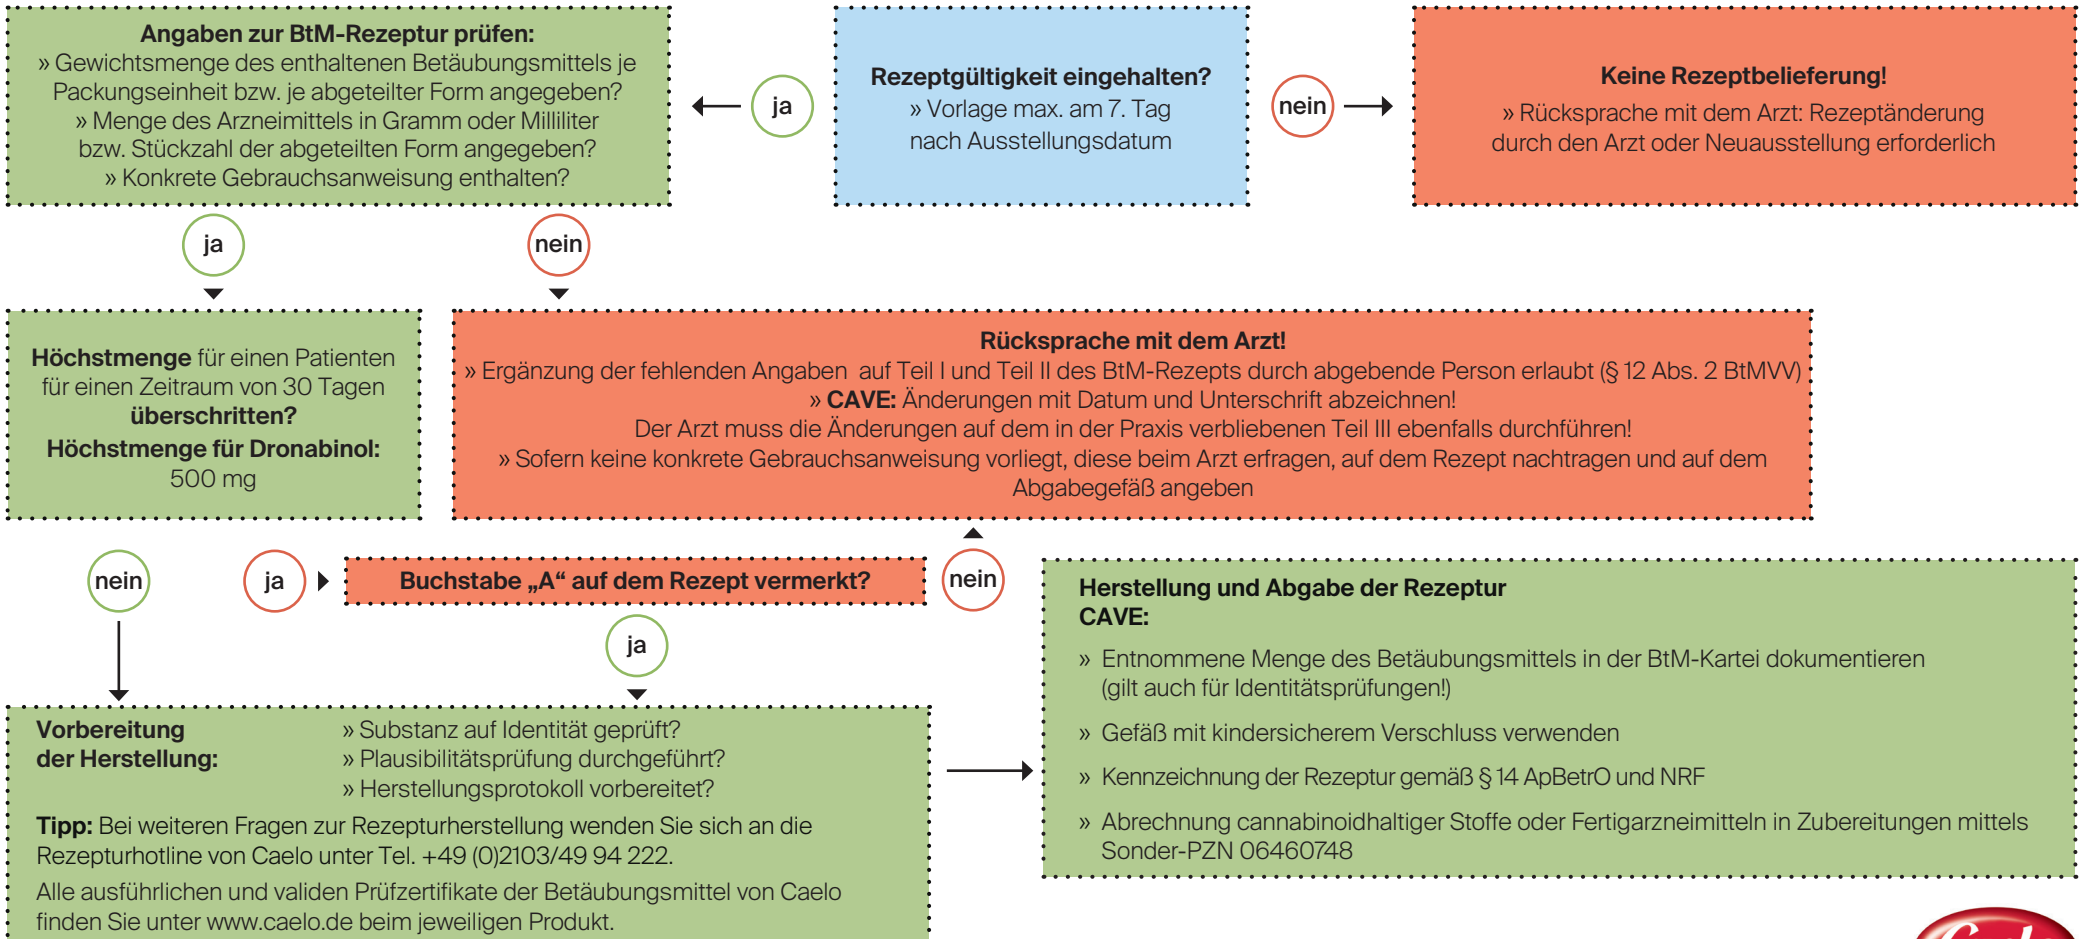 Angaben zur BtM-Rezeptur prüfen:
» Gewichtsmenge des enthaltenen Betäubungsmittels je
Packungseinheit bzw. je abgeteilter Form angegeben?
» Menge des Arzneimittels in Gramm oder Milliliter
bzw. Stückzahl der abgeteilten Form angegeben?
» Konkrete Gebrauchsanweisung enthalten?
ja
Rezeptgültigkeit eingehalten?
» Vorlage max. am 7. Tag
nach Ausstellungsdatum
nein
Keine Rezeptbelieferung!
» Rücksprache mit dem Arzt: Rezeptänderung
durch den Arzt oder Neuausstellung erforderlich
ja
nein
Höchstmenge für einen Patienten
für einen Zeitraum von 30 Tagen
überschritten?
Höchstmenge für Dronabinol:
500 mg
Rücksprache mit dem Arzt!
» Ergänzung der fehlenden Angaben auf Teil I und Teil II des BtM-Rezepts durch abgebende Person erlaubt (§ 12 Abs. 2 BtMVV)
» CAVE: Änderungen mit Datum und Unterschrift abzeichnen!
Der Arzt muss die Änderungen auf dem in der Praxis verbliebenen Teil III ebenfalls durchführen!
» Sofern keine konkrete Gebrauchsanweisung vorliegt, diese beim Arzt erfragen, auf dem Rezept nachtragen und auf dem
Abgabegefäß angeben
nein
ja
Buchstabe „A“ auf dem Rezept vermerkt?
nein
ja
Vorbereitung
der Herstellung:
» Substanz auf Identität geprüft?
» Plausibilitätsprüfung durchgeführt?
» Herstellungsprotokoll vorbereitet?
Tipp: Bei weiteren Fragen zur Rezepturherstellung wenden Sie sich an die
Rezepturhotline von Caelo unter Tel. +49 (0)2103/49 94 222.
Alle ausführlichen und validen Prüfzertifikate der Betäubungsmittel von Caelo
finden Sie unter www.caelo.de beim jeweiligen Produkt.
Herstellung und Abgabe der Rezeptur
CAVE:
» Entnommene Menge des Betäubungsmittels in der BtM-Kartei dokumentieren
(gilt auch für Identitätsprüfungen!)
» Gefäß mit kindersicherem Verschluss verwenden
» Kennzeichnung der Rezeptur gemäß § 14 ApBetrO und NRF
» Abrechnung cannabinoidhaltiger Stoffe oder Fertigarzneimitteln in Zubereitungen mittels
Sonder-PZN 06460748